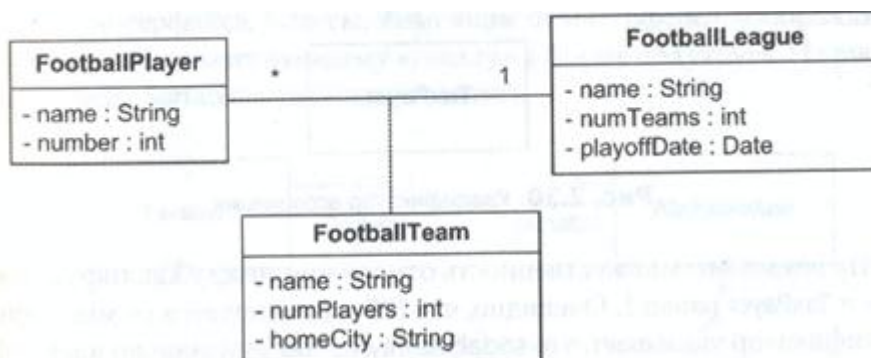 FootballPlayer
- name : String
- number : int
*
1
FootballLeague
- name : String
- numTeams : int
- playoffDate : Date
FootballTeam
- name : String
- numPlayers : int
- homeCity : String